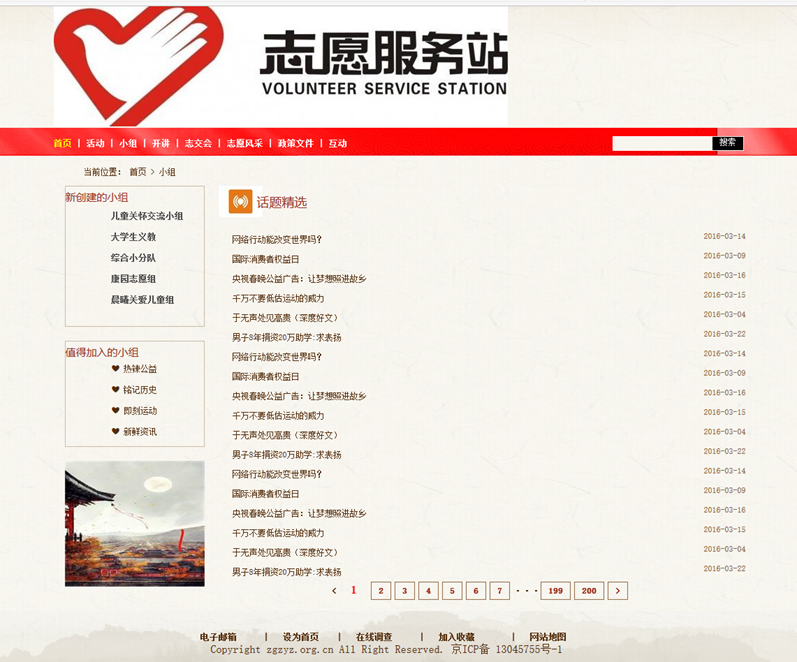 志愿服务站
VOLUNTEER SERVICE STATION
首页 | 活动 | 小组 | 开讲 | 志交会 | 志愿风采 | 政策文件 | 互动 搜索
当前位置: 首页 > 小组
新创建的小组
儿童关怀交流小组
大学生义教
综合小分队
康园志愿组
晨曦关爱儿童组
值得加入的小组
热辣公益
铭记历史
即刻运动
新鲜资讯
话题精选
网络行动能改变世界吗? 2016-03-14
国际消费者权益日 2016-03-09
央视春晚公益广告: 让梦想照进故乡 2016-03-16
千万不要低估运动的威力 2016-03-15
于无声处见高贵（深度好文） 2016-03-04
男子8年捐资20万助学:求表扬 2016-03-22
网络行动能改变世界吗? 2016-03-14
国际消费者权益日 2016-03-09
央视春晚公益广告: 让梦想照进故乡 2016-03-16
千万不要低估运动的威力 2016-03-15
于无声处见高贵（深度好文） 2016-03-04
男子8年捐资20万助学:求表扬 2016-03-22
网络行动能改变世界吗? 2016-03-14
国际消费者权益日 2016-03-09
央视春晚公益广告: 让梦想照进故乡 2016-03-16
千万不要低估运动的威力 2016-03-15
于无声处见高贵（深度好文） 2016-03-04
男子8年捐资20万助学:求表扬 2016-03-22
< 1 2 3 4 5 6 7 ··· 199 200 >
电子邮箱 | 设为首页 | 在线调查 | 加入收藏 | 网站地图
Copyright zgzyz.org.cn All Right Reserved. 京ICP备 13045755号-1